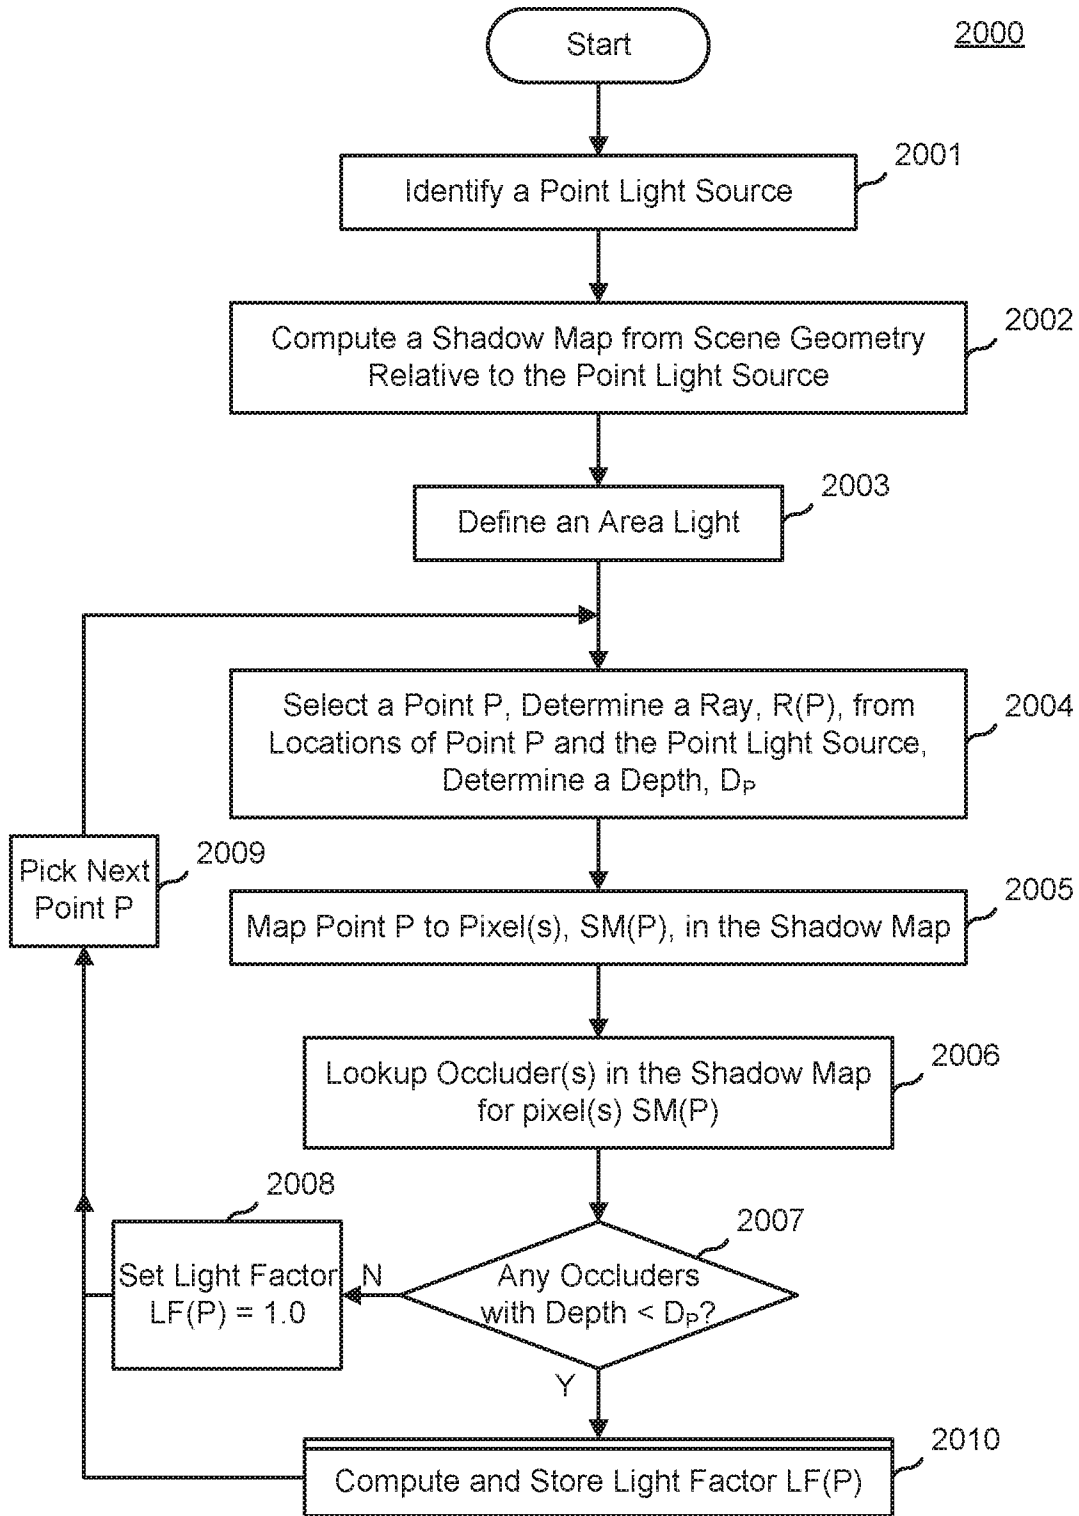 2000
Start
2001
Identify a Point Light Source
2002
Compute a Shadow Map from Scene Geometry
Relative to the Point Light Source
2003
Define an Area Light
2004
Select a Point P, Determine a Ray, R(P), from
Locations of Point P and the Point Light Source,
Determine a Depth, Dₚ
2009
Pick Next
Point P
2005
Map Point P to Pixel(s), SM(P), in the Shadow Map
2006
Lookup Occluder(s) in the Shadow Map
for pixel(s) SM(P)
2008
Set Light Factor
LF(P) = 1.0
N
2007
Any Occluders
with Depth < Dₚ?
Y
2010
Compute and Store Light Factor LF(P)